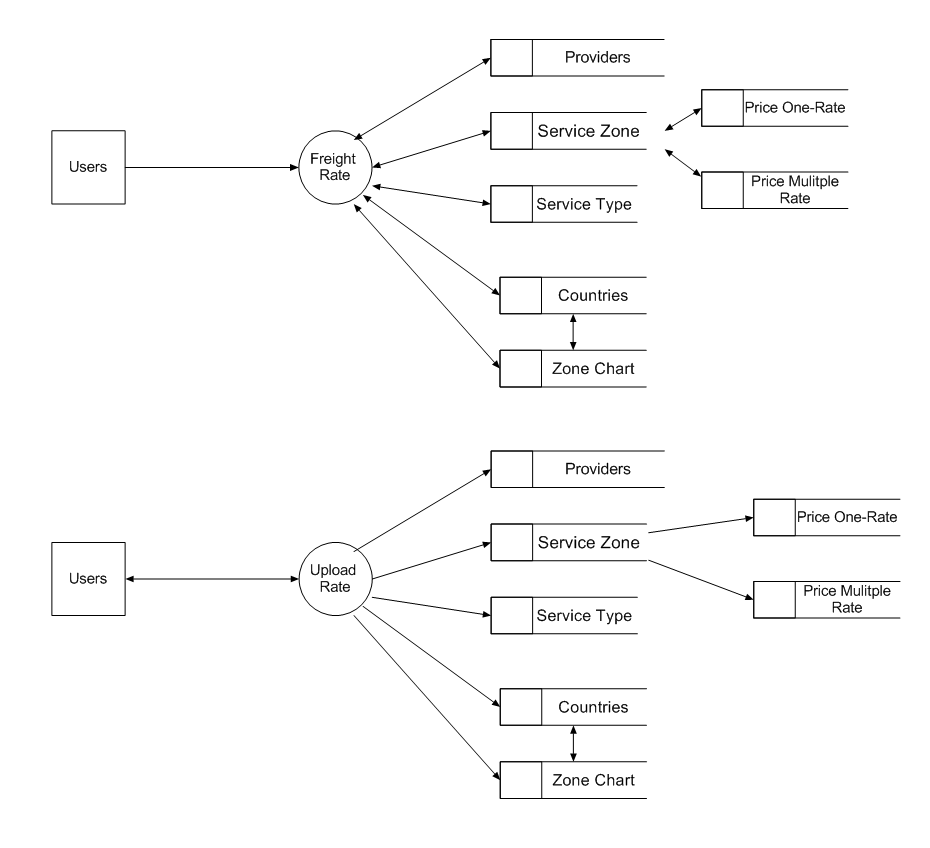 Providers
Price One-Rate
Service Zone
Users
Freight
Rate
Price Mulitple
Rate
Service Type
Countries
Zone Chart
Providers
Price One-Rate
Service Zone
Users
Upload
Rate
Price Mulitple
Rate
Service Type
Countries
Zone Chart